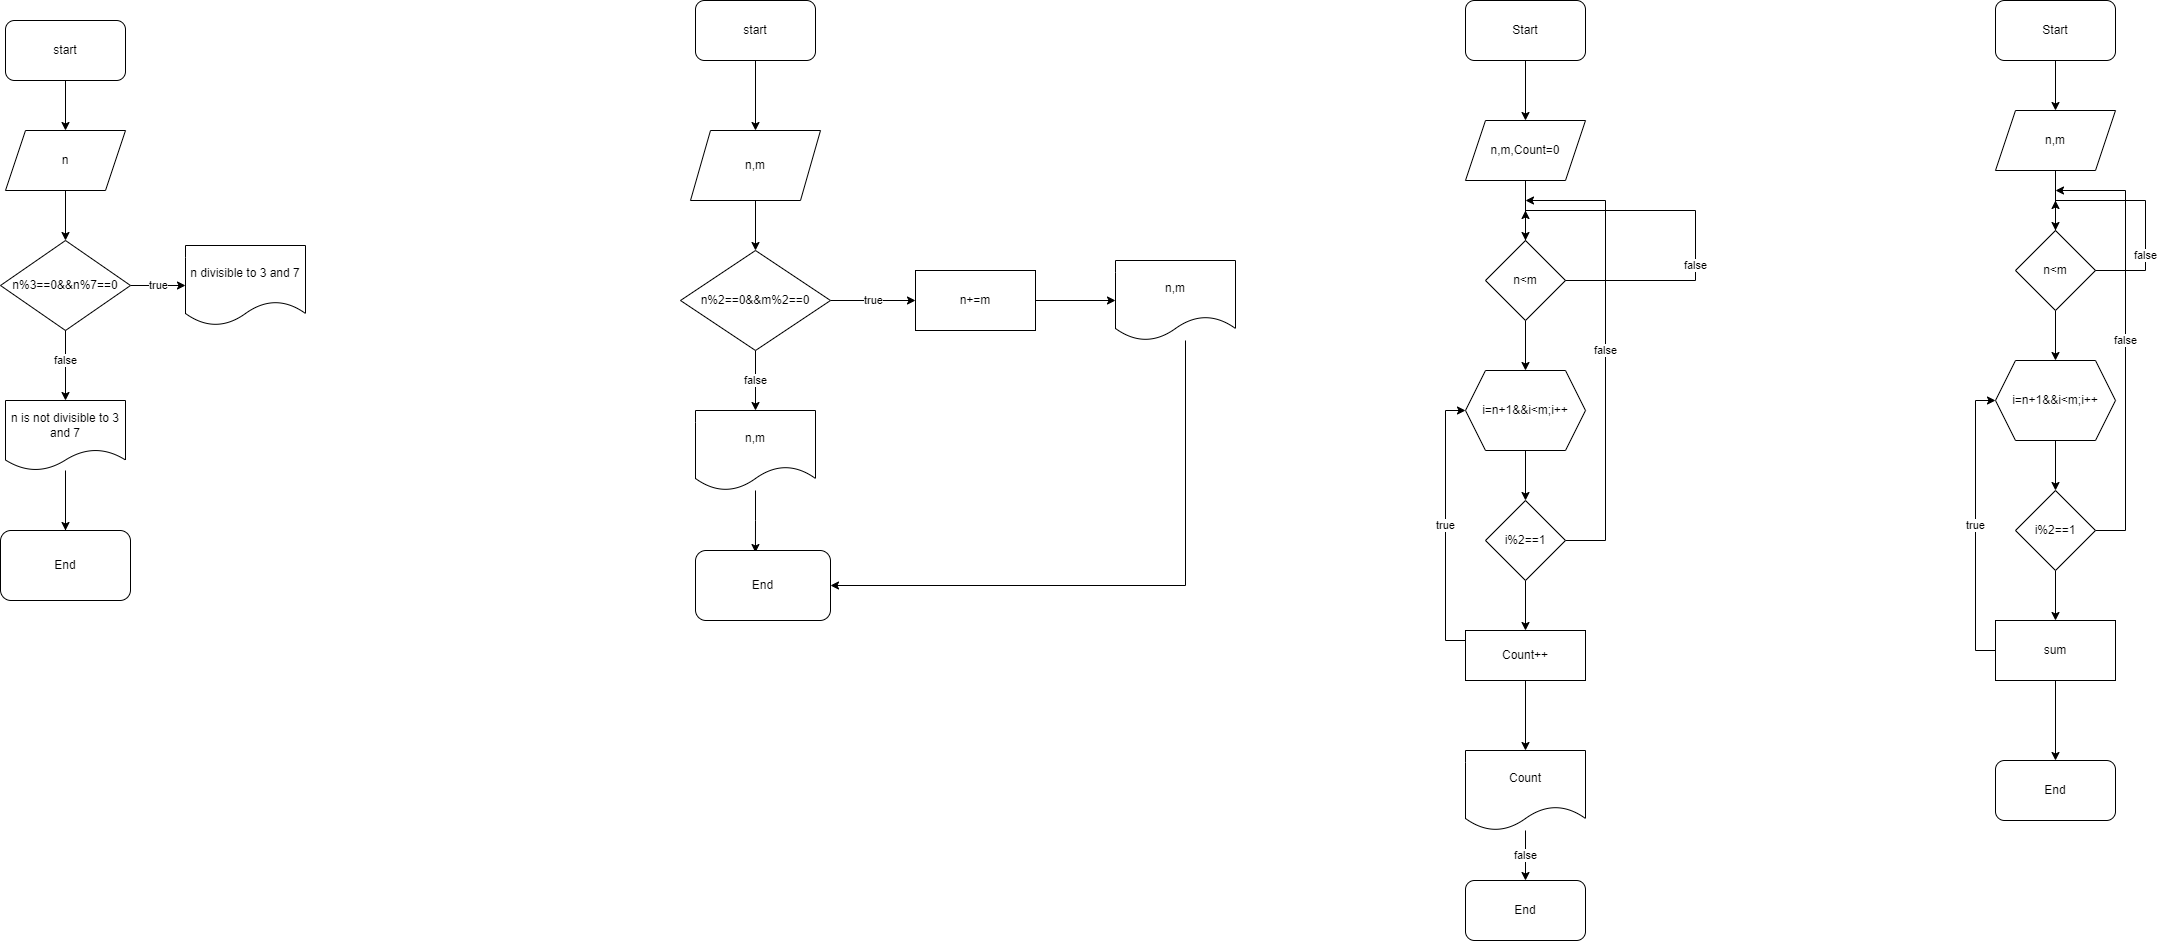 start
n
n%3==0&&n%7==0
true
n divisible to 3 and 7
false
n is not divisible to 3
and 7
End
start
n,m
n%2==0&&m%2==0
true
n+=m
n,m
false
n,m
End
Start
n,m,Count=0
n<m
false
false
i=n+1&&i<m;i++
true
i%2==1
Count++
Count
false
End
Start
n,m
n<m
false
false
i=n+1&&i<m;i++
true
i%2==1
sum
End